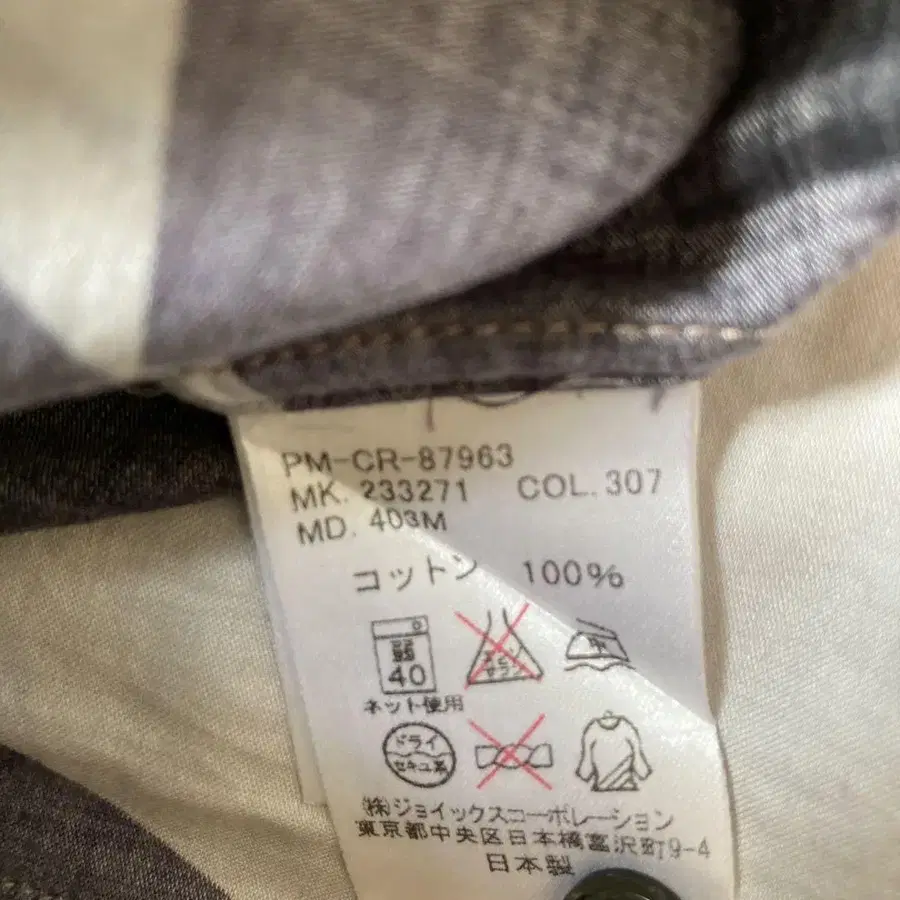 PM-CR-87963
MK. 233271 COL. 307
MD. 403M
コットン 100%
弱
40
エンソ
サラシ
中
ネット使用
ドライ
セキユ系
㈱ジョイックスコーポレーション
東京都中央区日本橋富沢町9-4
日本製